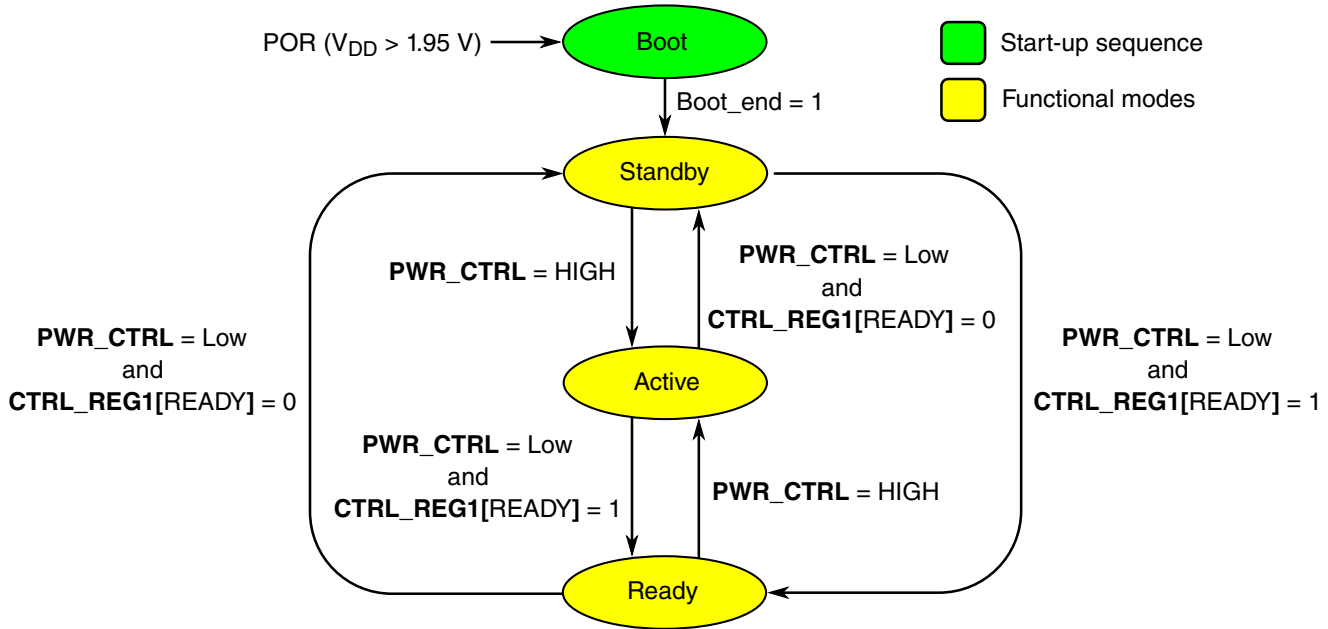 POR (VDD > 1.95 V)
Boot
Start-up sequence
Boot_end = 1
Functional modes
Standby
PWR_CTRL = HIGH
PWR_CTRL = Low
and
CTRL_REG1[READY] = 0
PWR_CTRL = Low
and
CTRL_REG1[READY] = 0
PWR_CTRL = Low
and
CTRL_REG1[READY] = 1
Active
PWR_CTRL = Low
and
CTRL_REG1[READY] = 1
PWR_CTRL = HIGH
Ready